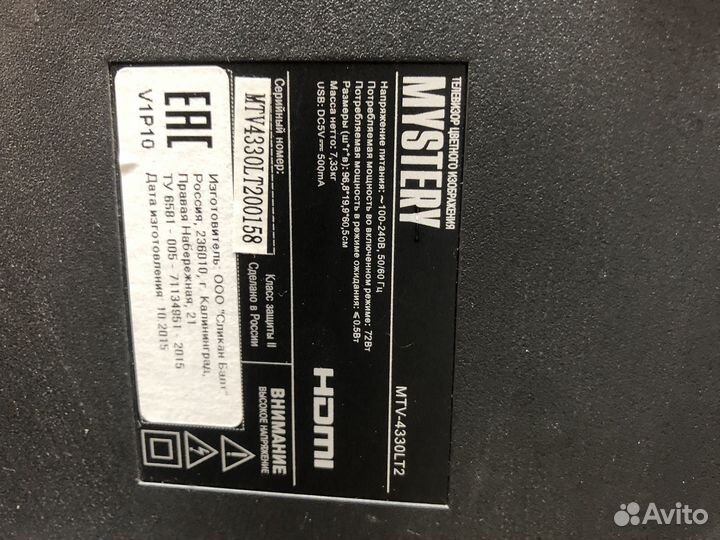 ТЕЛЕВИЗОР ЦВЕТНОГО ИЗОБРАЖЕНИЯ
MYSTERY
MTV-4330LT2
Напряжение питания: ~100-240В, 50/60 Гц
Потребляемая мощность во включенном режиме: 72Вт
Потребляемая мощность в режиме ожидания: ≤0.5Вт
Размеры (ш*г*в): 96,8*19,9*60,5см
Масса нетто: 7,33кг
USB: DC5V⎓ 500mA
HDMI
Серийный номер:
MTV4330LT200158
Класс защиты II
Сделано в России
ВНИМАНИЕ
ВЫСОКОЕ НАПРЯЖЕНИЕ
EAC
V1P10
Изготовитель: ООО "Сликан Балт"
Россия, 236010, г. Калининград,
Правая Набережная, 21
ТУ 6581 - 005 - 71134951 - 2015
Дата изготовления 10.2015
Avito